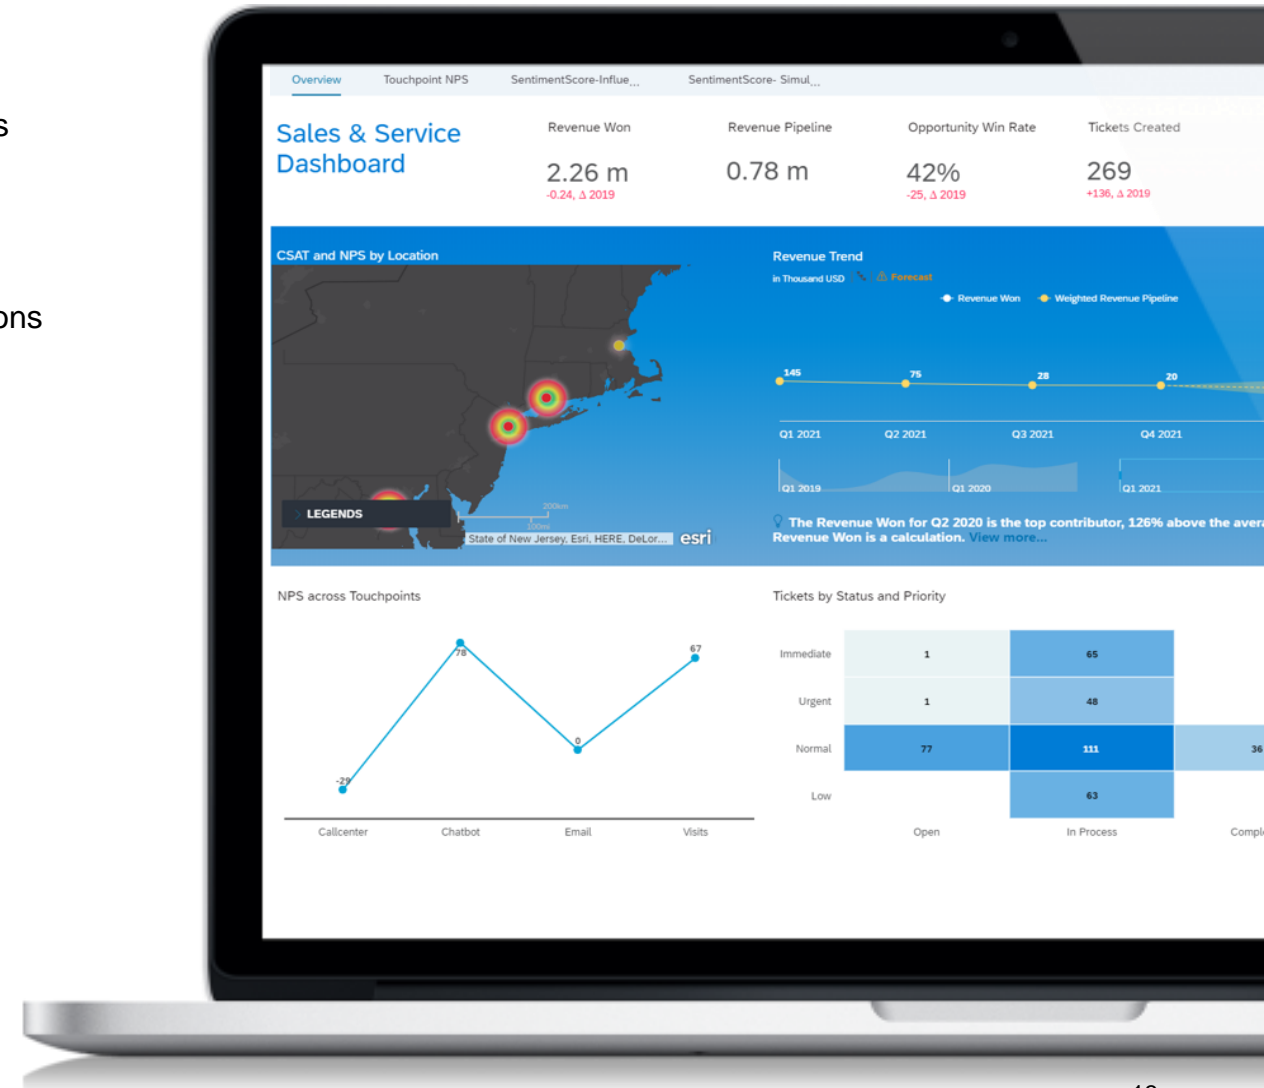 s
ons
Overview Touchpoint NPS SentimentScore-Influe... SentimentScore- Simul...
Sales & Service
Dashboard
Revenue Won Revenue Pipeline Opportunity Win Rate Tickets Created
2.26 m 0.78 m 42% 269
-0.24, Δ 2019 -25, Δ 2019 +136, Δ 2019
CSAT and NPS by Location
LEGENDS
200km
100mi
State of New Jersey, Esri, HERE, DeLor... esri
Revenue Trend
in Thousand USD Forecast
Revenue Won Weighted Revenue Pipeline
145 75 28 20
Q1 2021 Q2 2021 Q3 2021 Q4 2021
Q1 2019 Q1 2020 Q1 2021
The Revenue Won for Q2 2020 is the top contributor, 126% above the avera
Revenue Won is a calculation. View more...
NPS across Touchpoints
-29 78 0 67
Callcenter Chatbot Email Visits
Tickets by Status and Priority
Immediate 1 65
Urgent 1 48
Normal 77 111 36
Low 63
Open In Process Comple